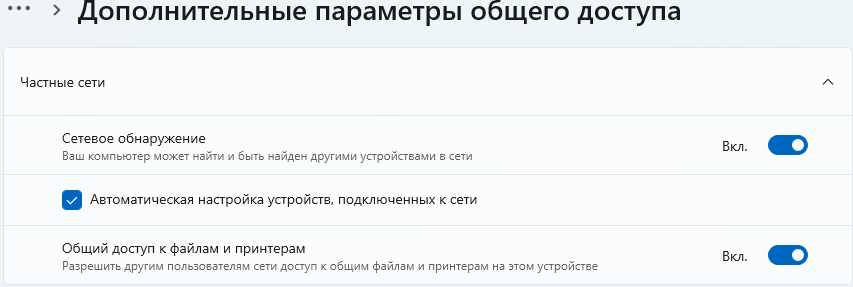 ... > Дополнительные параметры общего доступа
Частные сети
Сетевое обнаружение
Ваш компьютер может найти и быть найден другими устройствами в сети
Вкл.
Автоматическая настройка устройств, подключенных к сети
Общий доступ к файлам и принтерам
Разрешить другим пользователям сети доступ к общим файлам и принтерам на этом устройстве
Вкл.